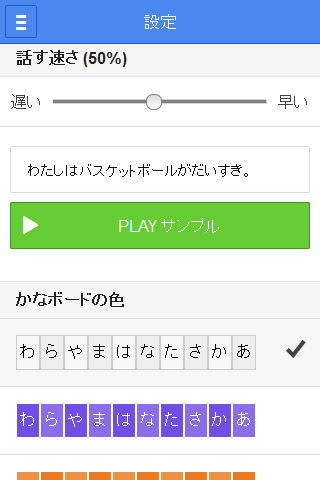 設定
話す速さ (50%)
遅い 早い
わたしはバスケットボールがだいすき。
PLAY サンプル
かなボードの色
わ ら や ま は な た さ か あ
わ ら や ま は な た さ か あ